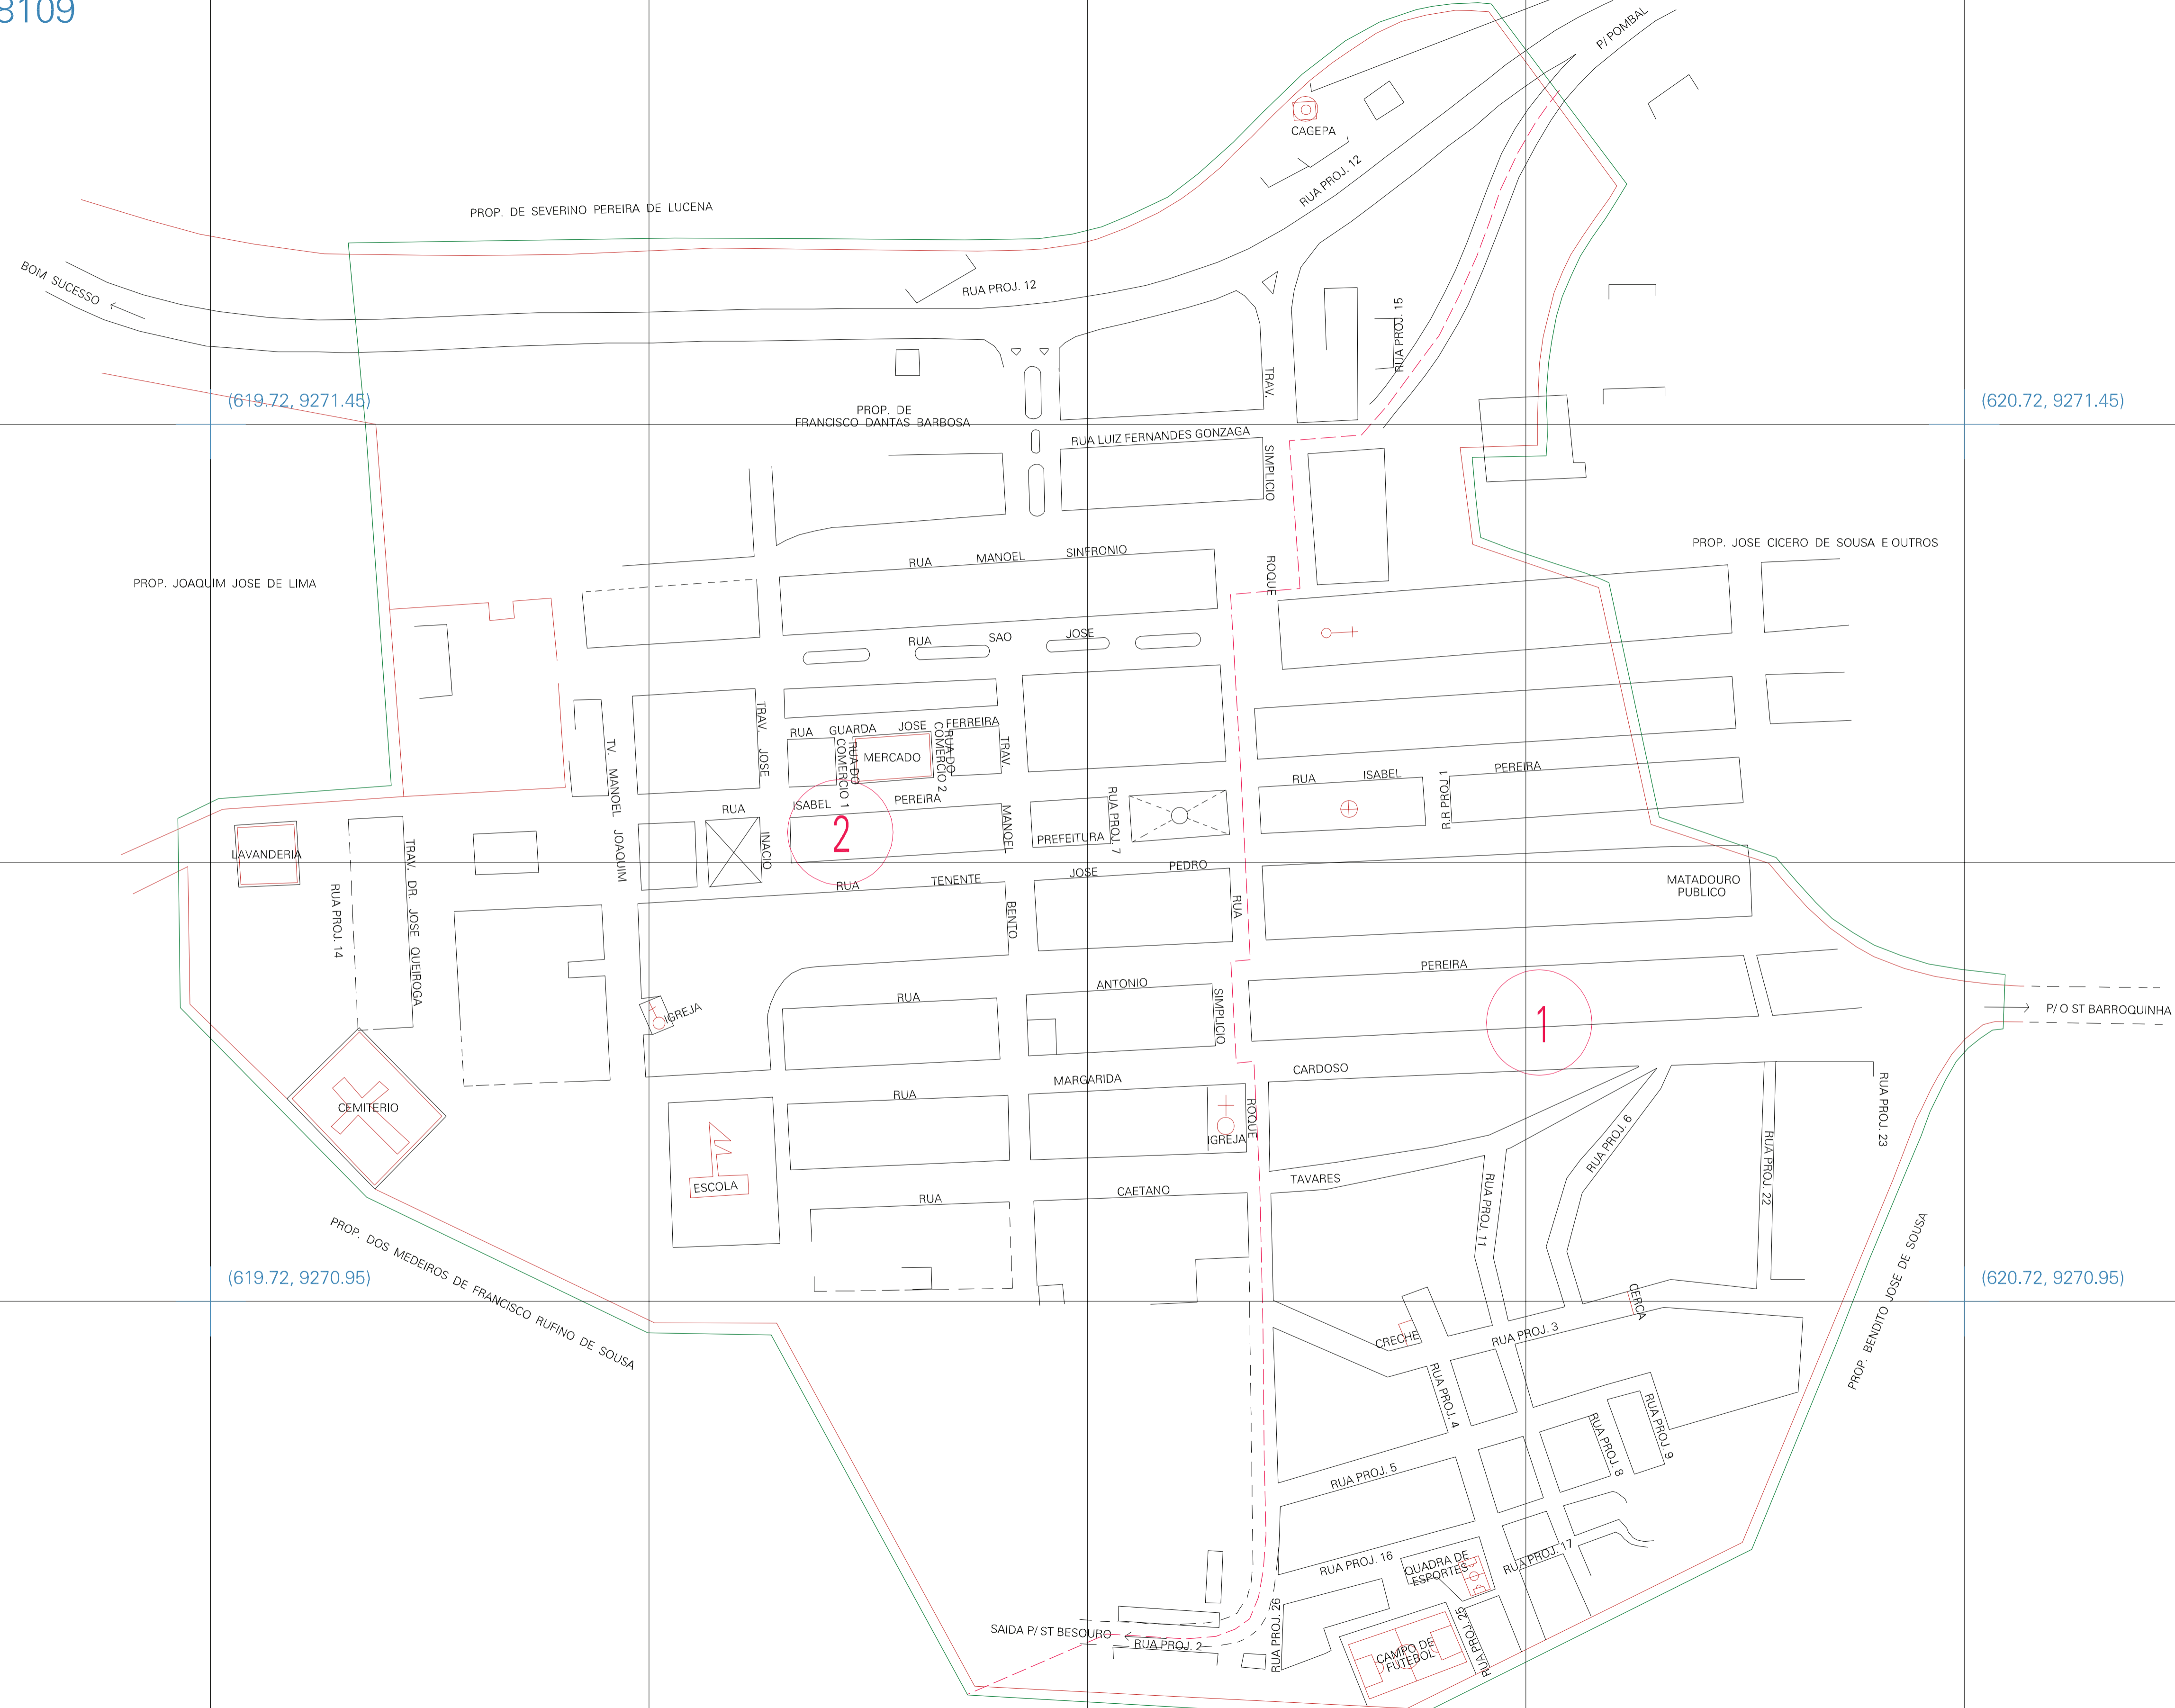 8109
P/ POMBAL
CAGEPA
RUA PROJ. 12
PROP. DE SEVERINO PEREIRA DE LUCENA
BOM SUCESSO
RUA PROJ. 12
RUA PROJ. 15
(619.72, 9271.45)
(620.72, 9271.45)
PROP. DE
FRANCISCO DANTAS BARBOSA
TRAV. SIMPLICIO ROQUE
RUA LUIZ FERNANDES GONZAGA
PROP. JOSE CICERO DE SOUSA E OUTROS
RUA MANOEL SINFRONIO
PROP. JOAQUIM JOSE DE LIMA
RUA SAO JOSE
TRAV. JOSE INACIO
RUA GUARDA JOSE FERREIRA
RUA DO
COMERCIO 1
MERCADO
RUA DO
COMERCIO 2
TRAV. MANOEL BENTO
TV. MANOEL JOAQUIM
RUA ISABEL PEREIRA
RUA ISABEL PEREIRA
R PROJ 1
RUA PROJ. 7
PREFEITURA
2
LAVANDERIA
TRAV. DR. JOSE QUEIROGA
RUA PROJ. 14
RUA TENENTE JOSE PEDRO
MATADOURO
PUBLICO
RUA SIMPLICIO ROQUE
RUA ANTONIO PEREIRA
1
P/ O ST BARROQUINHA
IGREJA
RUA MARGARIDA CARDOSO
CEMITERIO
IGREJA
RUA PROJ. 6
RUA PROJ. 23
RUA PROJ. 22
ESCOLA
RUA CAETANO TAVARES
RUA PROJ. 11
PROP. DOS MEDEIROS DE FRANCISCO RUFINO DE SOUSA
PROP. BENDITO JOSE DE SOUSA
(619.72, 9270.95)
(620.72, 9270.95)
CERCA
CRECHE
RUA PROJ. 3
RUA PROJ. 4
RUA PROJ. 9
RUA PROJ. 8
RUA PROJ. 5
RUA PROJ. 16
QUADRA DE
ESPORTES
RUA PROJ. 17
SAIDA P/ ST BESOURO
RUA PROJ. 2
RUA PROJ. 26
RUA PROJ. 25
CAMPO DE
FUTEBOL